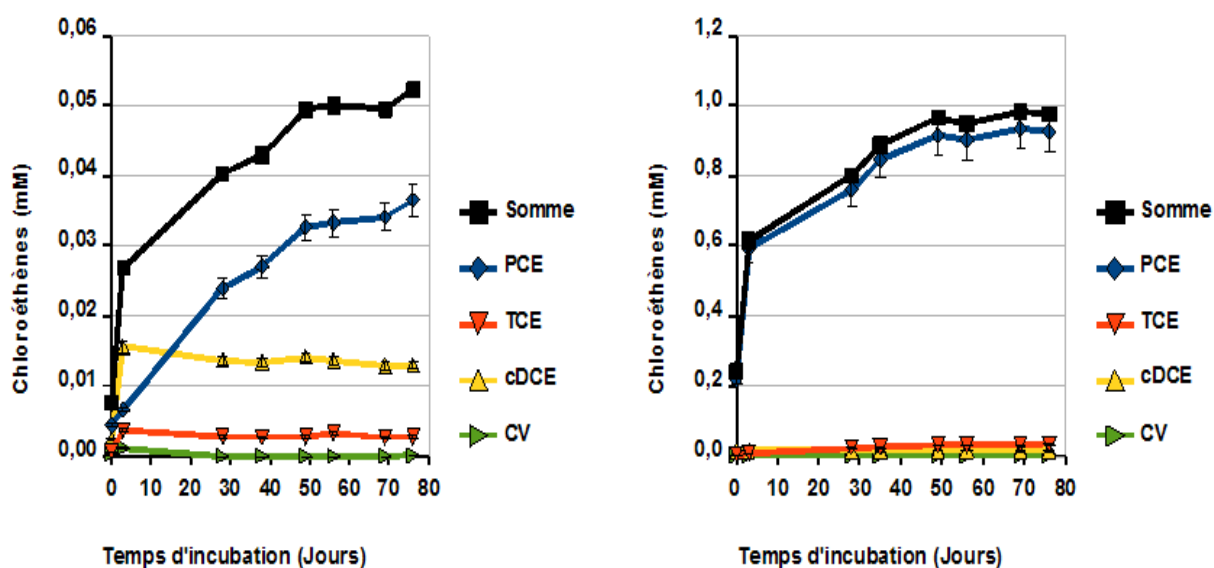 Chloroéthènes (mM)
0,06
0,05
0,04
0,03
0,02
0,01
0,00
0 10 20 30 40 50 60 70 80
Temps d'incubation (Jours)
Somme
PCE
TCE
cDCE
CV
Chloroéthènes (mM)
1,2
1,0
0,8
0,6
0,4
0,2
0,0
0 10 20 30 40 50 60 70 80
Temps d'incubation (Jours)
Somme
PCE
TCE
cDCE
CV